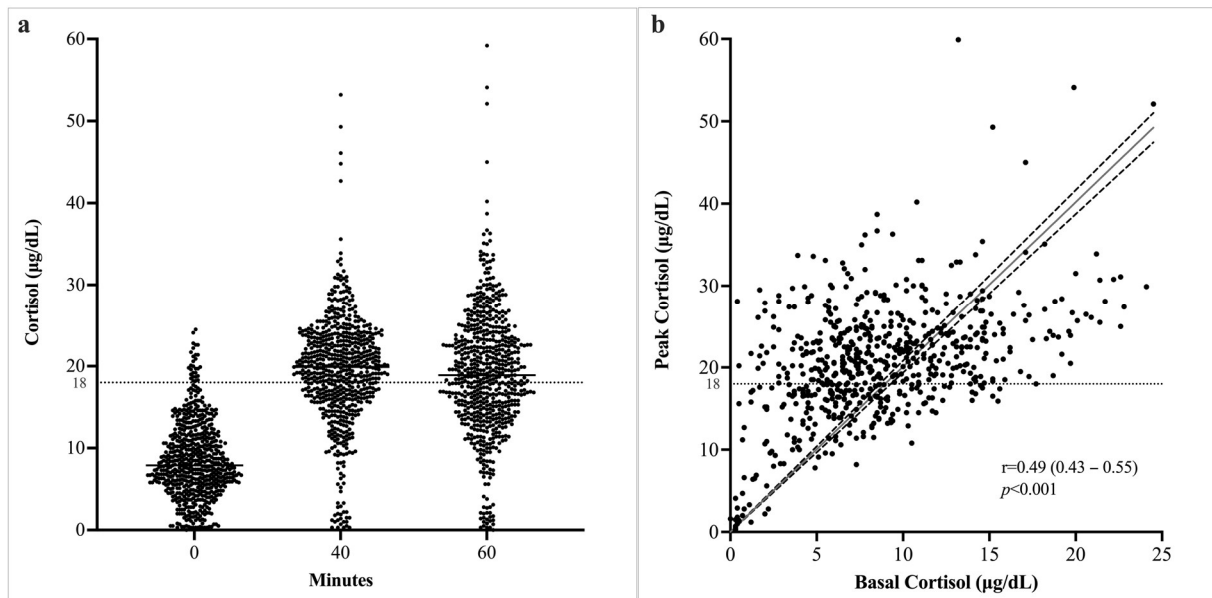 a
60
50
40
30
20
18
10
0
Cortisol (µg/dL)
0 40 60
Minutes
b
60
50
40
30
20
18
10
0
Peak Cortisol (µg/dL)
r=0.49 (0.43 – 0.55)
p<0.001
0 5 10 15 20 25
Basal Cortisol (µg/dL)